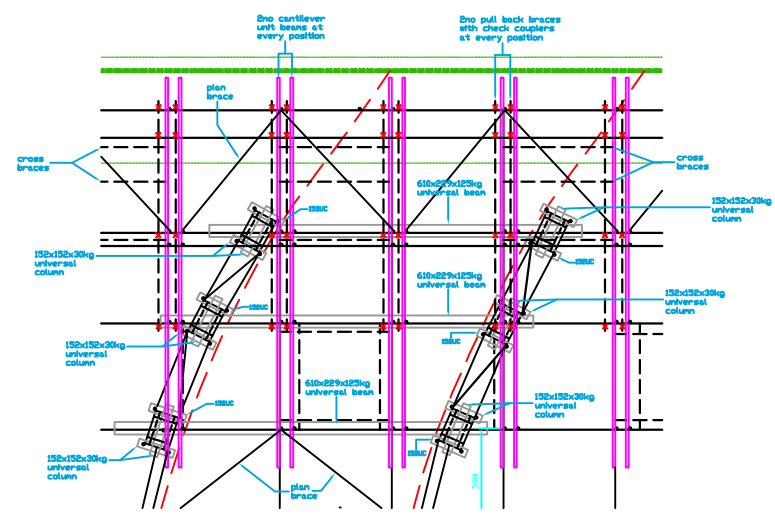 2no cantilever
unit beams at
every position
2no pull back braces
with check couplers
at every position
plan
brace
cross
braces
cross
braces
610x229x125kg
universal beam
152x152x30kg
universal
column
152UC
152x152x30kg
universal
column
152UC
610x229x125kg
universal beam
152x152x30kg
universal
column
152UC
152x152x30kg
universal
column
152UC
610x229x125kg
universal beam
152x152x30kg
universal
column
152UC
152UC
152x152x30kg
universal
column
plan
brace